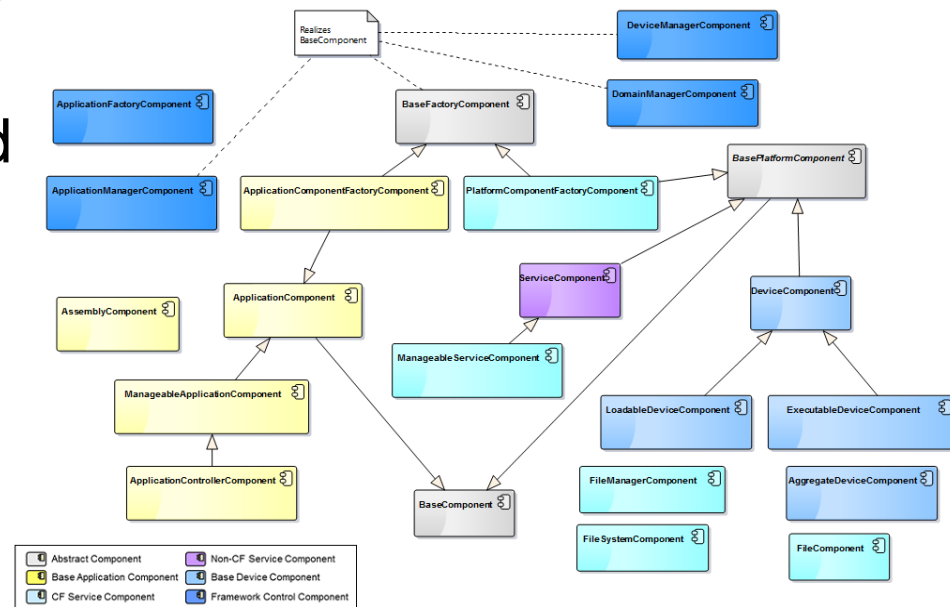 Realizes
BaseComponent
DeviceManagerComponent
DomainManagerComponent
ApplicationFactoryComponent
BaseFactoryComponent
d
BasePlatformComponent
ApplicationManagerComponent
ApplicationComponentFactoryComponent
PlatformComponentFactoryComponent
ServiceComponent
DeviceComponent
ApplicationComponent
AssemblyComponent
ManageableServiceComponent
ManageableApplicationComponent
LoadableDeviceComponent
ExecutableDeviceComponent
ApplicationControllerComponent
FileManagerComponent
AggregateDeviceComponent
BaseComponent
FileSystemComponent
FileComponent
Abstract Component
Non-CF Service Component
Base Application Component
Base Device Component
CF Service Component
Framework Control Component